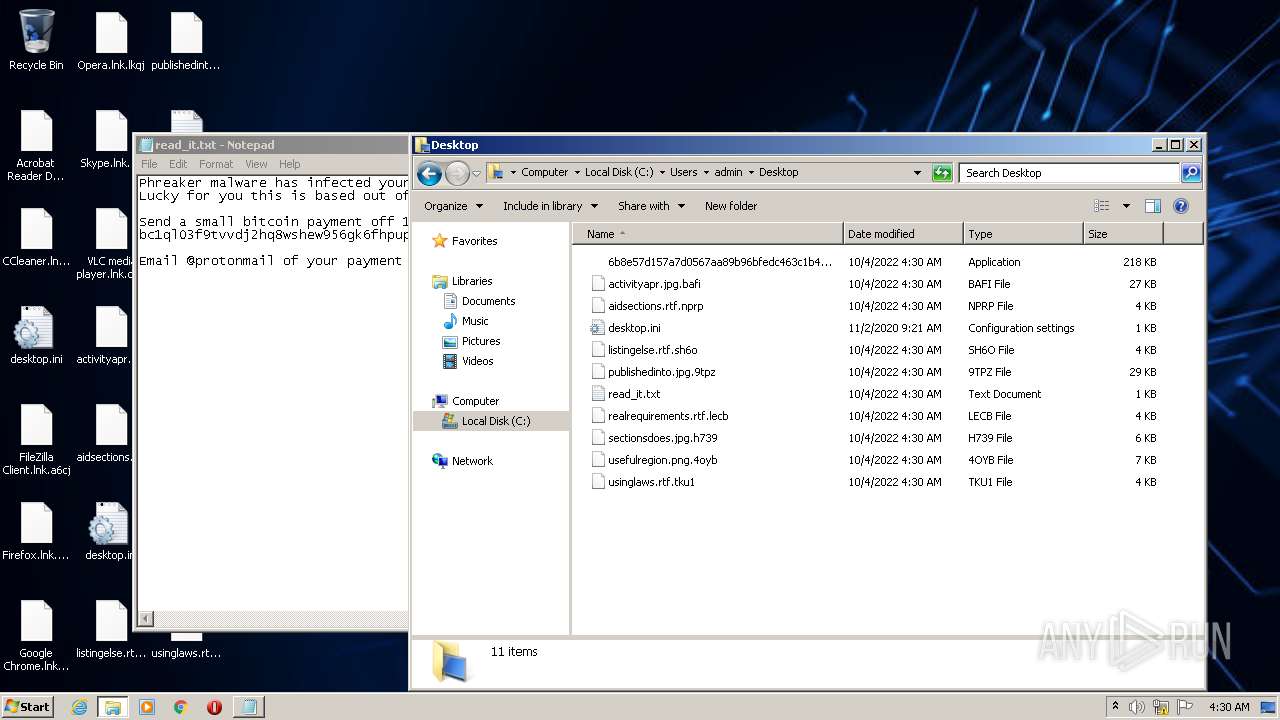 Recycle Bin
Opera.lnk.lkqj
publishedint...
Acrobat
Reader D...
Skype.lnk.
CCleaner.ln...
VLC medi
player.lnk.c
desktop.ini
activityapr.
FileZilla
Client.lnk.a6cj
aidsections.
Firefox.lnk....
desktop.in
Google
Chrome.lnk...
listingelse.rt...
usinglaws.rt...
read_it.txt - Notepad
File Edit Format View Help
Phreaker malware has infected your
Lucky for you this is based out of
Send a small bitcoin payment off 1
bc1ql03f9tvvdj2hq8wshew956gk6fhpup
Email @protonmail of your payment
Desktop
Computer Local Disk (C:) Users admin Desktop
Search Desktop
Organize Include in library Share with New folder
Favorites
Libraries
Documents
Music
Pictures
Videos
Computer
Local Disk (C:)
Network
Name Date modified Type Size
6b8e57d157a7d0567aa89b96bfedc463c1b4... 10/4/2022 4:30 AM Application 218 KB
activityapr.jpg.bafi 10/4/2022 4:30 AM BAFI File 27 KB
aidsections.rtf.nprp 10/4/2022 4:30 AM NPRP File 4 KB
desktop.ini 11/2/2020 9:21 AM Configuration settings 1 KB
listingelse.rtf.sh6o 10/4/2022 4:30 AM SH6O File 4 KB
publishedinto.jpg.9tpz 10/4/2022 4:30 AM 9TPZ File 29 KB
read_it.txt 10/4/2022 4:30 AM Text Document 1 KB
realrequirements.rtf.lecb 10/4/2022 4:30 AM LECB File 4 KB
sectionsdoes.jpg.h739 10/4/2022 4:30 AM H739 File 6 KB
usefulregion.png.4oyb 10/4/2022 4:30 AM 4OYB File 7 KB
usinglaws.rtf.tku1 10/4/2022 4:30 AM TKU1 File 4 KB
11 items
ANY RUN
Start
4:30 AM